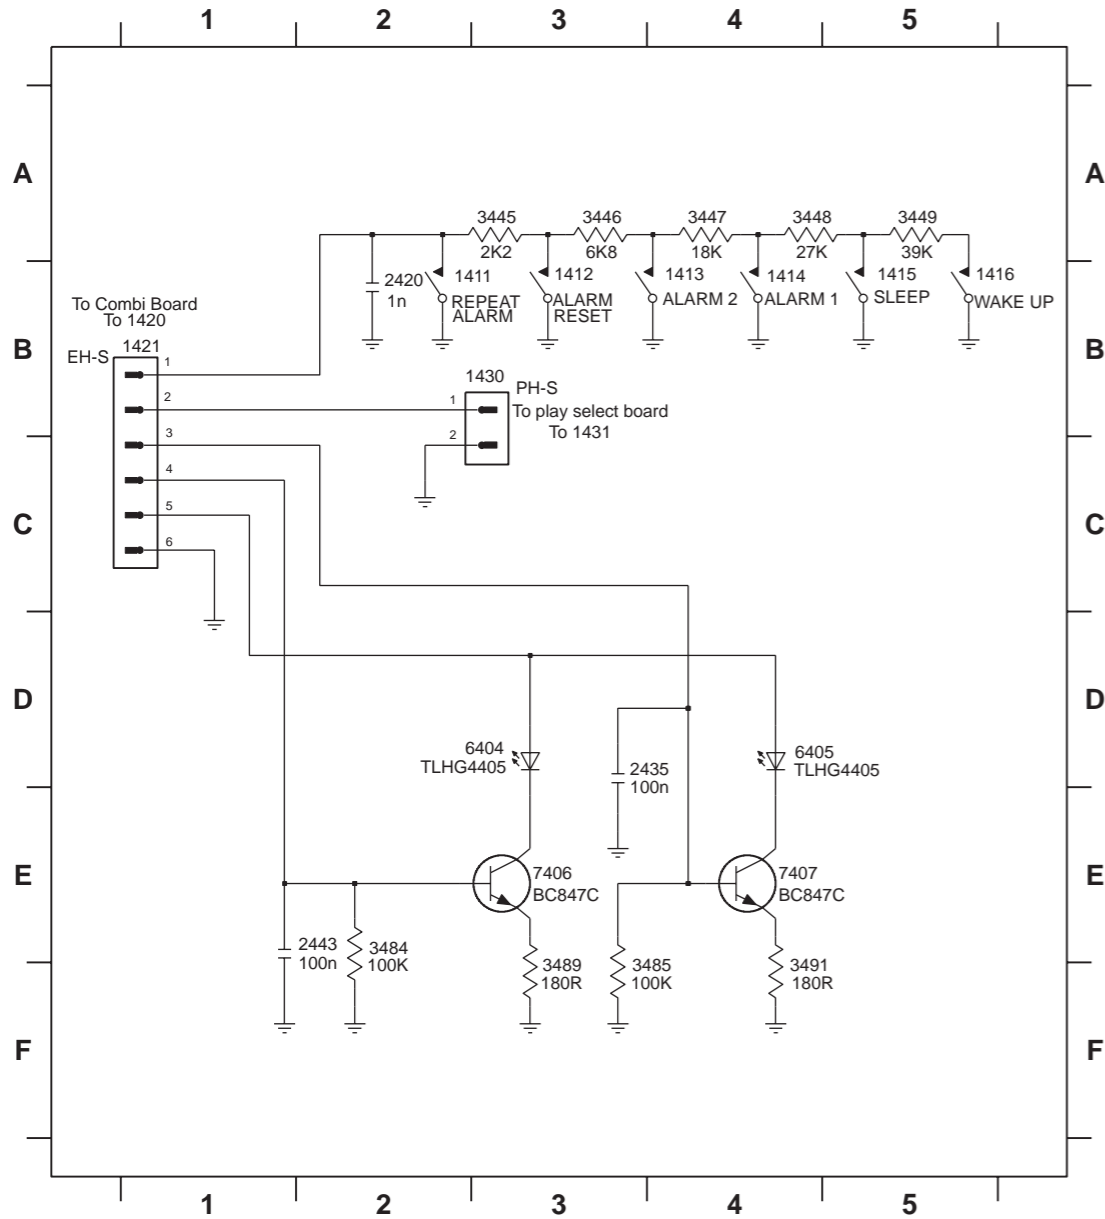 1 2 3 4 5
A A
3445 3446 3447 3448 3449
2K2 6K8 18K 27K 39K
2420
1n
1411
REPEAT
ALARM
1412
ALARM
RESET
1413
ALARM 2
1414
ALARM 1
1415
SLEEP
1416
WAKE UP
To Combi Board
To 1420
B B
1421
EH-S
1
2
3
4
5
6
1430
PH-S
1
2
To play select board
To 1431
C C
D D
6404
TLHG4405
2435
100n
6405
TLHG4405
E E
7406
BC847C
7407
BC847C
2443
100n
3484
100K
3489
180R
3485
100K
3491
180R
F F
1 2 3 4 5